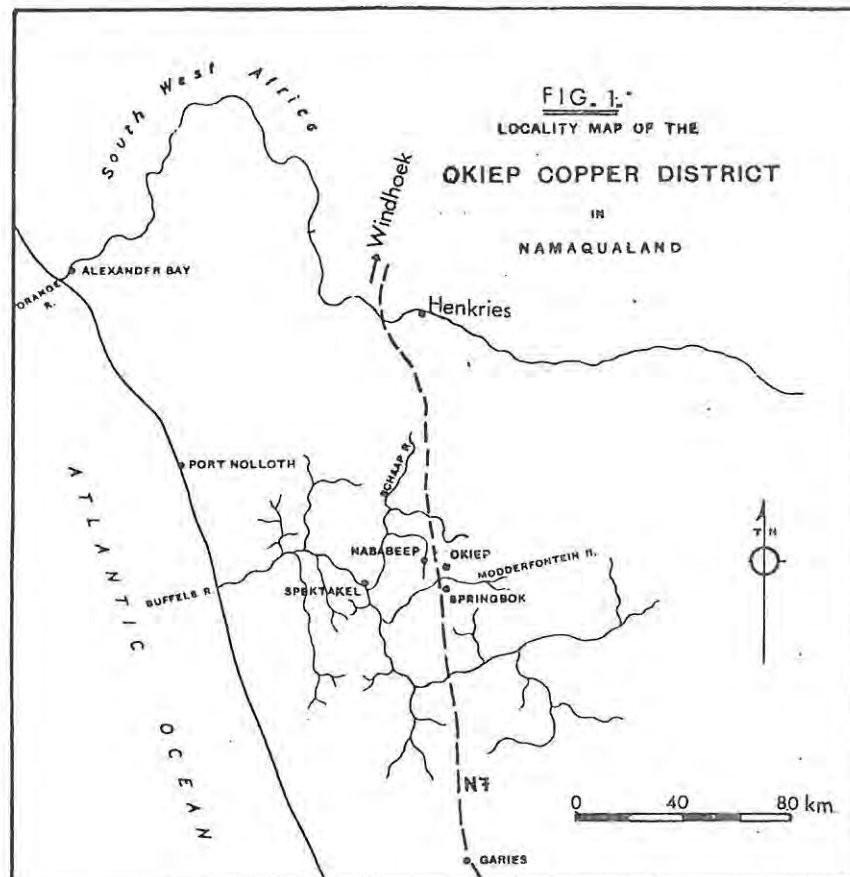 FIG. 1.
LOCALITY MAP OF THE
OKIEP COPPER DISTRICT
IN
NAMAQUALAND
South West Africa
Windhoek
ALEXANDER BAY
ORANGE R.
Henkries
PORT NOLLOTH
SCHAAP R.
ATLANTIC OCEAN
NABABEEP
OKIEP
MODDERFONTEIN R.
BUFFELS R.
SPEKTAKEL
SPRINGBOK
T N
N7
0 40 80 km
GARIES